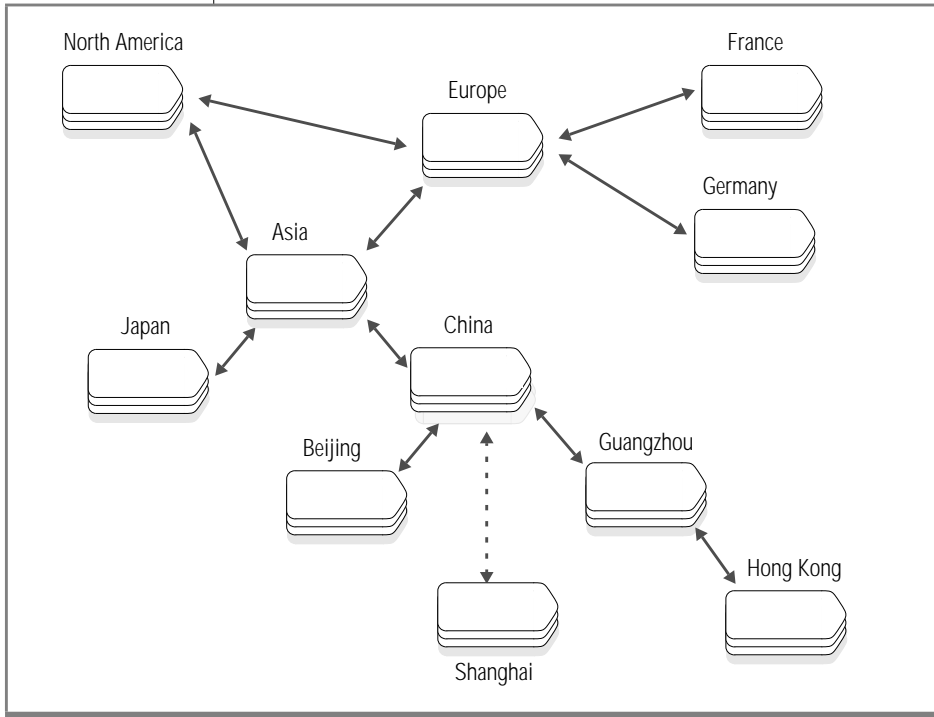 North America
France
Europe
Germany
Asia
Japan
China
Beijing
Guangzhou
Hong Kong
Shanghai